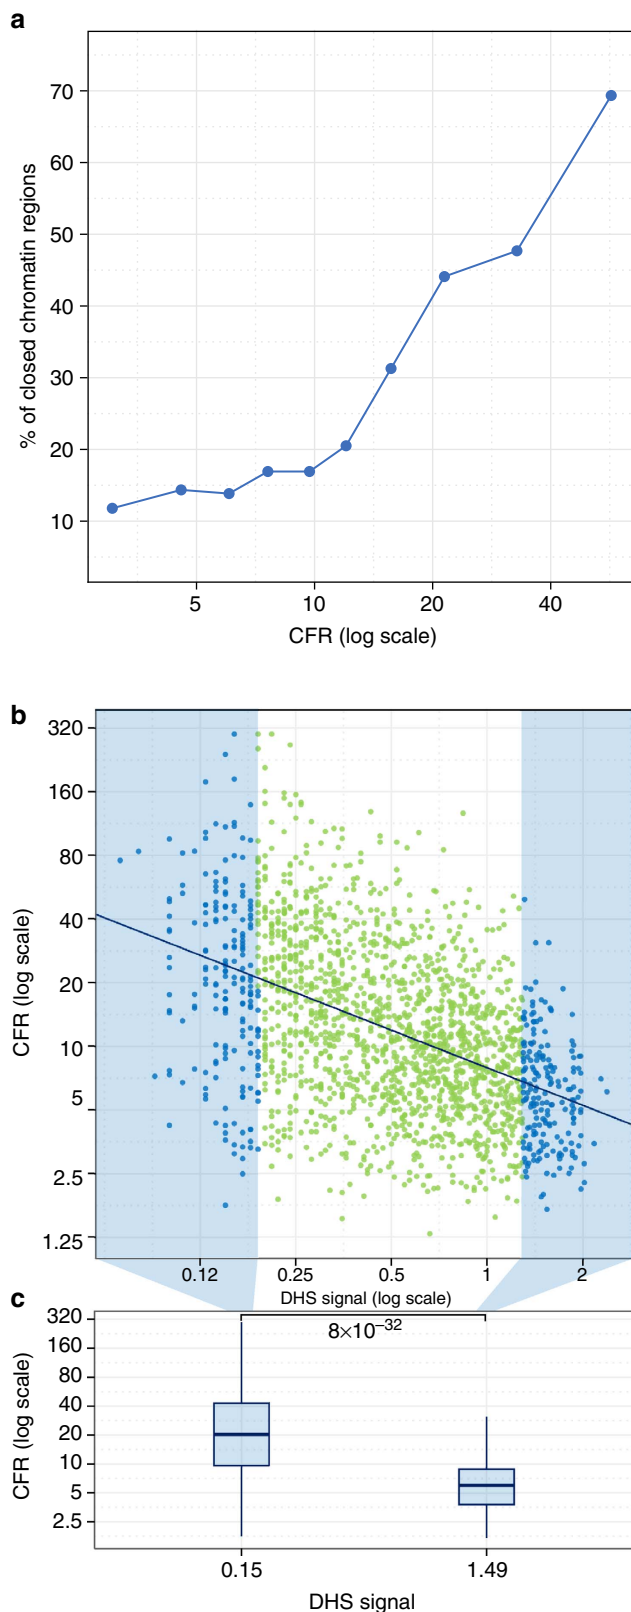 a
70
60
50
40
30
20
10
% of closed chromatin regions
5 10 20 40
CFR (log scale)
b
320
160
80
40
20
10
5
2.5
1.25
CFR (log scale)
0.12 0.25 0.5 1 2
DHS signal (log scale)
c
320
160
80
40
20
10
5
2.5
CFR (log scale)
8×10⁻³²
0.15 1.49
DHS signal